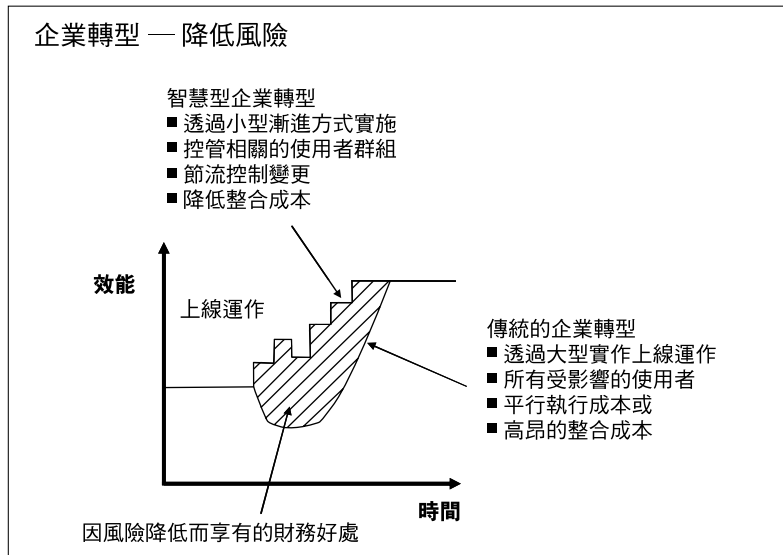 企業轉型 — 降低風險
智慧型企業轉型
■ 透過小型漸進方式實施
■ 控管相關的使用者群組
■ 節流控制變更
■ 降低整合成本
效能
上線運作
傳統的企業轉型
■ 透過大型實作上線運作
■ 所有受影響的使用者
■ 平行執行成本或
■ 高昂的整合成本
時間
因風險降低而享有的財務好處